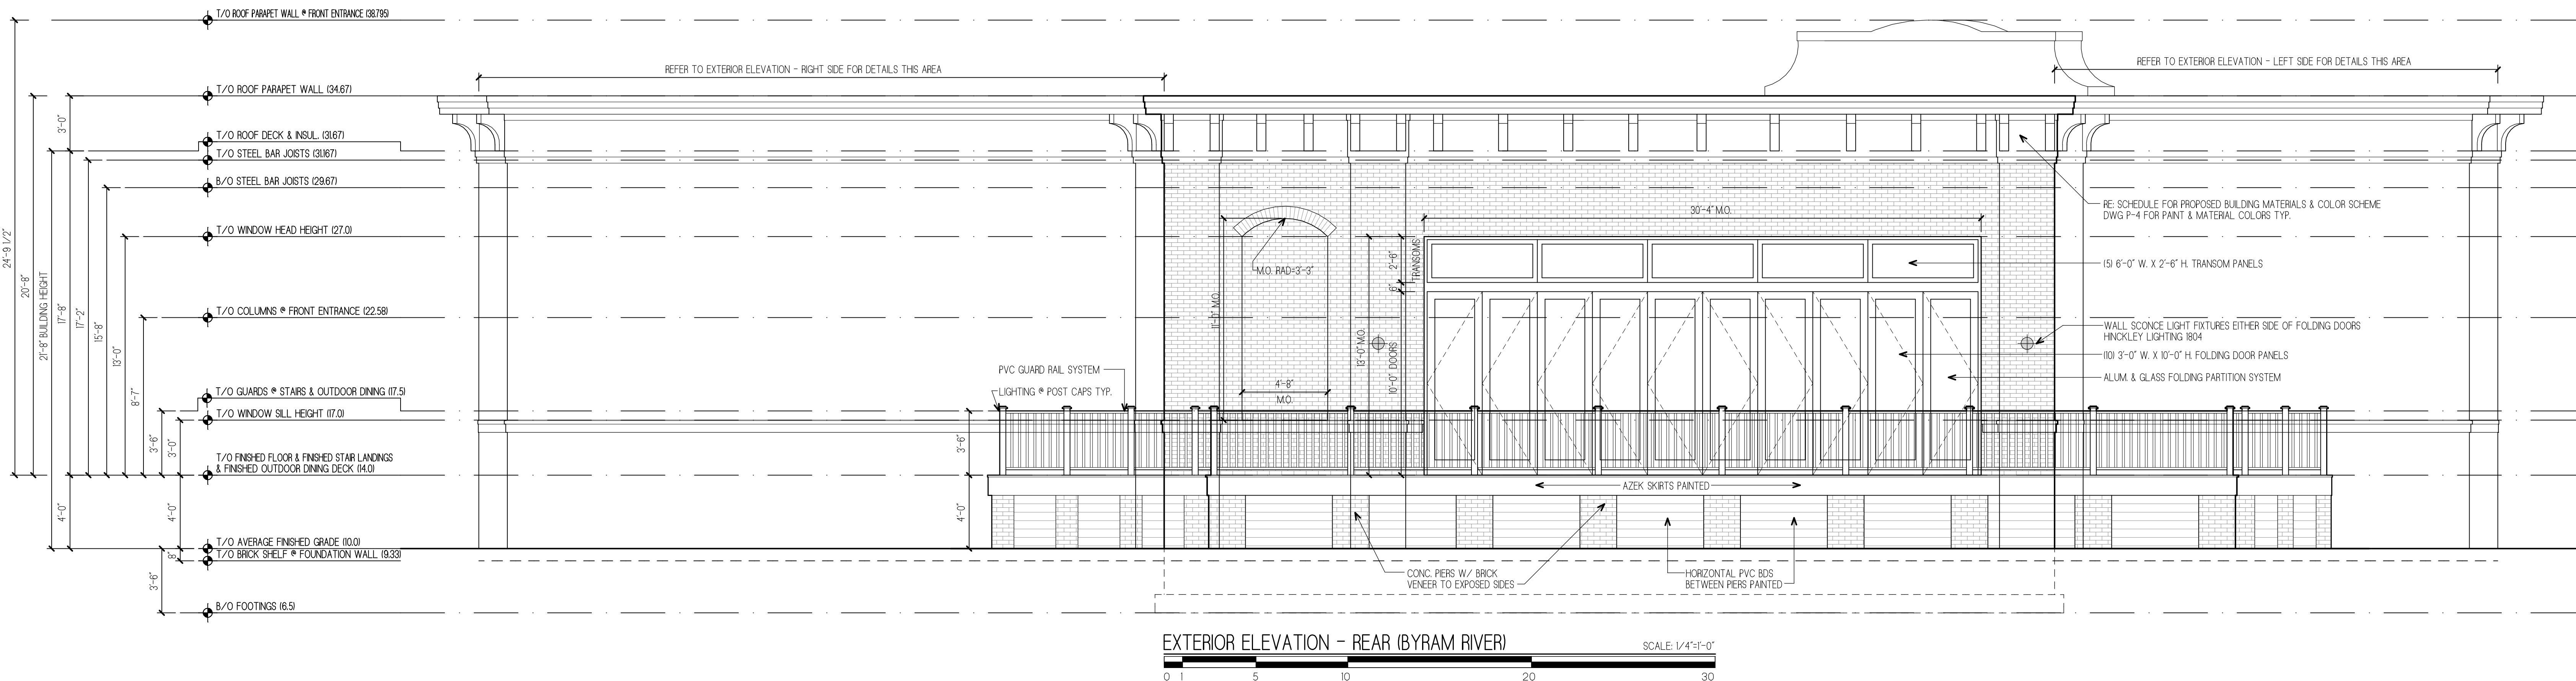 T/O ROOF PARAPET WALL @ FRONT ENTRANCE (38.795)
REFER TO EXTERIOR ELEVATION - RIGHT SIDE FOR DETAILS THIS AREA
REFER TO EXTERIOR ELEVATION - LEFT SIDE FOR DETAILS THIS AREA
T/O ROOF PARAPET WALL (34.67)
T/O ROOF DECK & INSUL. (31.67)
T/O STEEL BAR JOISTS (31.167)
B/O STEEL BAR JOISTS (29.67)
T/O WINDOW HEAD HEIGHT (27.0)
T/O COLUMNS @ FRONT ENTRANCE (22.58)
T/O GUARDS @ STAIRS & OUTDOOR DINING (17.5)
T/O WINDOW SILL HEIGHT (17.0)
T/O FINISHED FLOOR & FINISHED STAIR LANDINGS
& FINISHED OUTDOOR DINING DECK (14.0)
T/O AVERAGE FINISHED GRADE (10.0)
T/O BRICK SHELF @ FOUNDATION WALL (9.33)
B/O FOOTINGS (6.5)
24'-9 1/2"
20'-8"
21'-8" BUILDING HEIGHT
3'-0"
17'-8"
17'-2"
15'-8"
13'-0"
8'-7"
3'-6"
3'-0"
4'-0"
4'-0"
8"
3'-6"
PVC GUARD RAIL SYSTEM
LIGHTING @ POST CAPS TYP.
3'-6"
4'-0"
M.O. RAD=3'-3"
11'-0" M.O.
4'-8"
M.O.
13'-0" M.O.
2'-6"
TRANSOMS
6"
10'-0" DOORS
30'-4" M.O.
RE: SCHEDULE FOR PROPOSED BUILDING MATERIALS & COLOR SCHEME
DWG P-4 FOR PAINT & MATERIAL COLORS TYP.
(5) 6'-0" W. X 2'-6" H. TRANSOM PANELS
WALL SCONCE LIGHT FIXTURES EITHER SIDE OF FOLDING DOORS
HINCKLEY LIGHTING 1804
(10) 3'-0" W. X 10'-0" H. FOLDING DOOR PANELS
ALUM. & GLASS FOLDING PARTITION SYSTEM
AZEK SKIRTS PAINTED
CONC. PIERS W/ BRICK
VENEER TO EXPOSED SIDES
HORIZONTAL PVC BDS
BETWEEN PIERS PAINTED
EXTERIOR ELEVATION - REAR (BYRAM RIVER)
SCALE: 1/4"=1'-0"
0 1 5 10 20 30